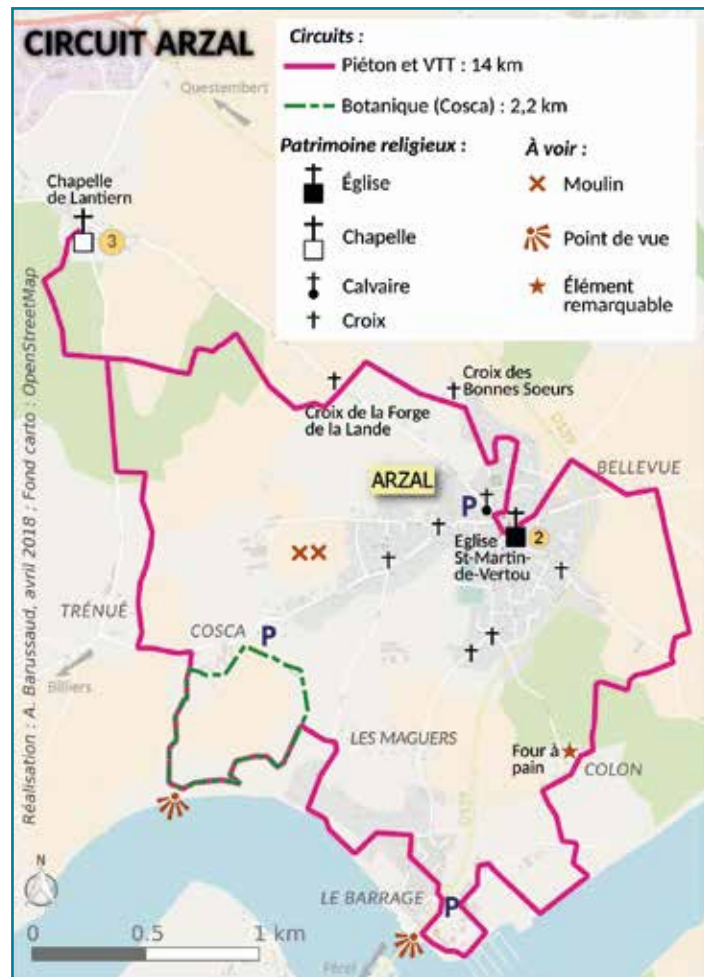 CIRCUIT ARZAL
Circuits :
Piéton et VTT : 14 km
Botanique (Cosca) : 2,2 km
Patrimoine religieux :
Église
Chapelle
Calvaire
Croix
À voir :
Moulin
Point de vue
Élément
remarquable
Questembert
Chapelle
de Lantiern
3
Croix des
Bonnes Soeurs
Croix de la Forge
de la Lande
D139
BELLEVUE
ARZAL
P
2
Eglise
St-Martin-
de-Vertou
TRÉNUÉ
COSCA
P
Billiers
LES MAGUERS
Four à
pain
COLON
D139
LE BARRAGE
P
Férel
N
0 0.5 1 km
Réalisation : A. Barussaud, avril 2018 : Fond carto : OpenStreetMap